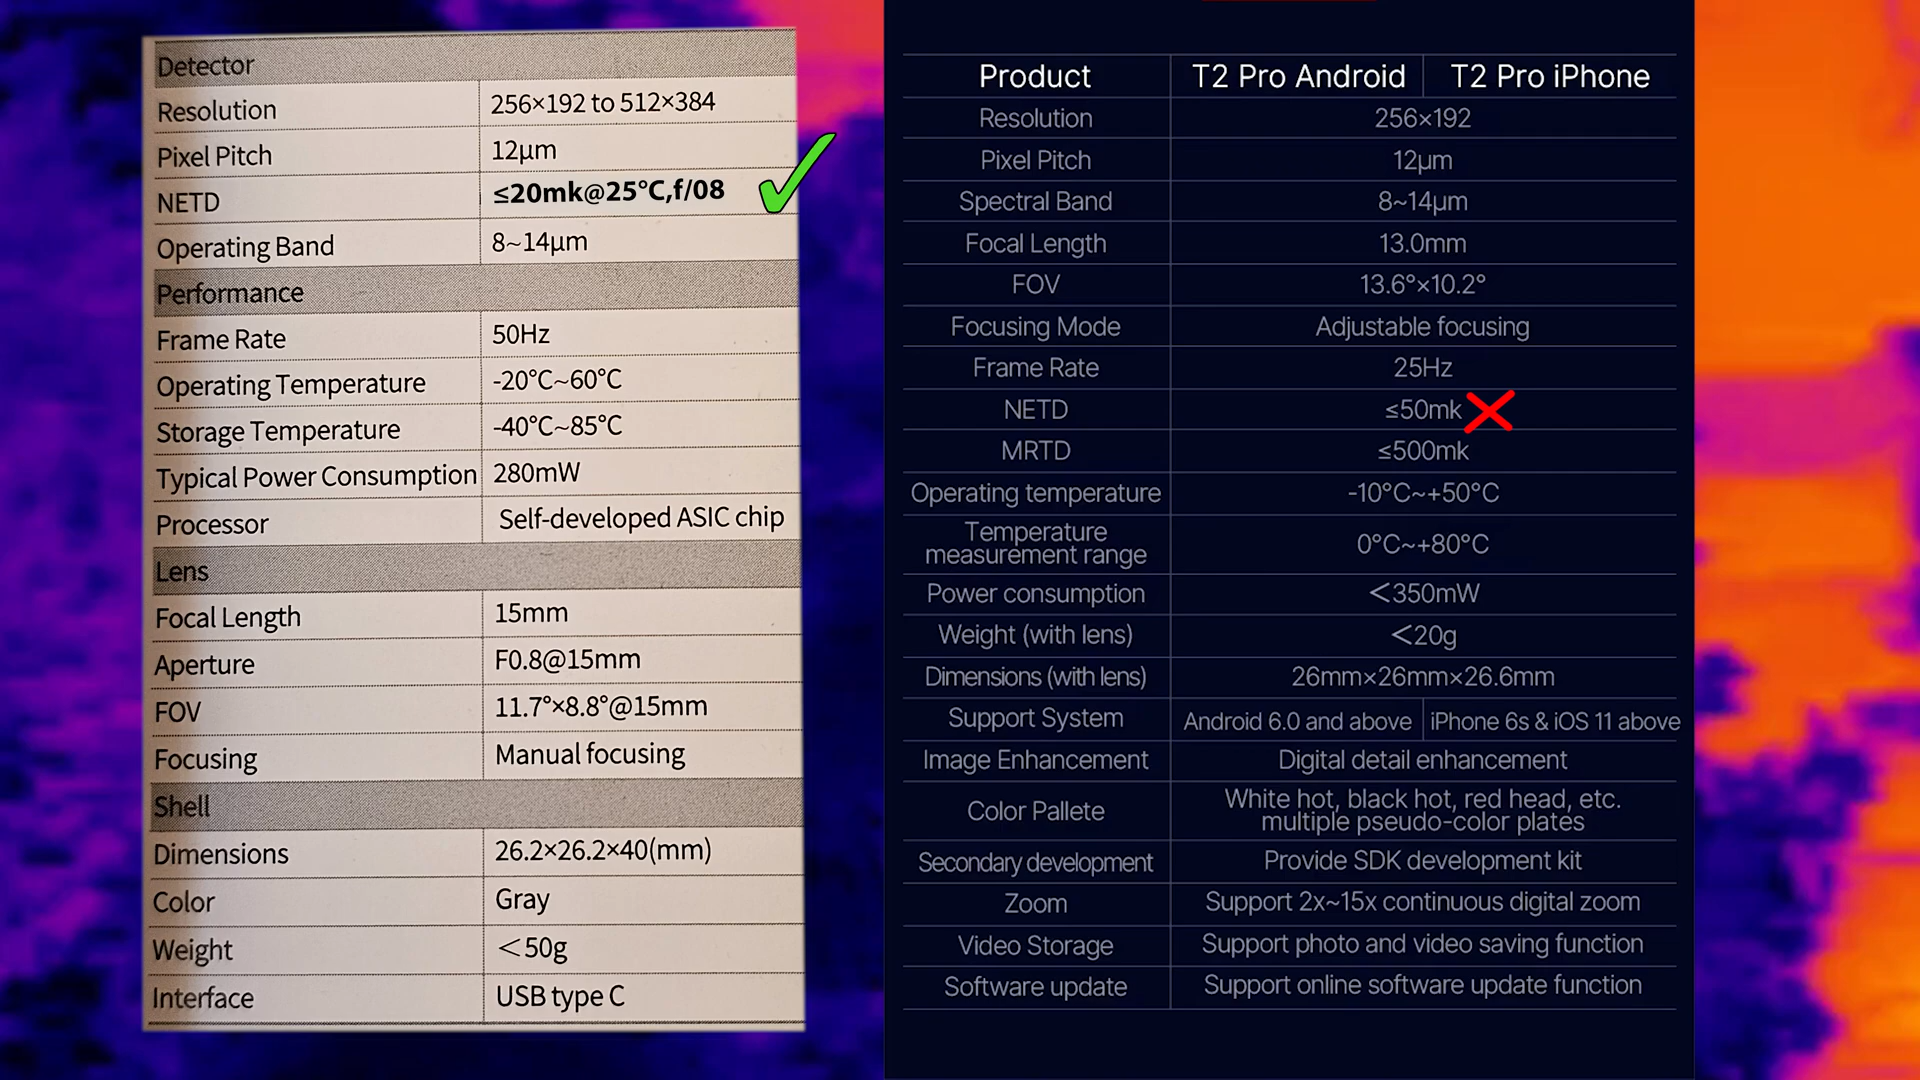 Detector
Resolution 256×192 to 512×384
Pixel Pitch 12μm
NETD ≤20mk@25°C,f/08
Operating Band 8~14μm
Performance
Frame Rate 50Hz
Operating Temperature -20°C~60°C
Storage Temperature -40°C~85°C
Typical Power Consumption 280mW
Processor Self-developed ASIC chip
Lens
Focal Length 15mm
Aperture F0.8@15mm
FOV 11.7°×8.8°@15mm
Focusing Manual focusing
Shell
Dimensions 26.2×26.2×40(mm)
Color Gray
Weight <50g
Interface USB type C
Product T2 Pro Android T2 Pro iPhone
Resolution 256×192
Pixel Pitch 12μm
Spectral Band 8~14μm
Focal Length 13.0mm
FOV 13.6°×10.2°
Focusing Mode Adjustable focusing
Frame Rate 25Hz
NETD ≤50mk
MRTD ≤500mk
Operating temperature -10°C~+50°C
Temperature
measurement range 0°C~+80°C
Power consumption <350mW
Weight (with lens) <20g
Dimensions (with lens) 26mm×26mm×26.6mm
Support System Android 6.0 and above iPhone 6s & iOS 11 above
Image Enhancement Digital detail enhancement
Color Pallete White hot, black hot, red head, etc.
multiple pseudo-color plates
Secondary development Provide SDK development kit
Zoom Support 2x~15x continuous digital zoom
Video Storage Support photo and video saving function
Software update Support online software update function